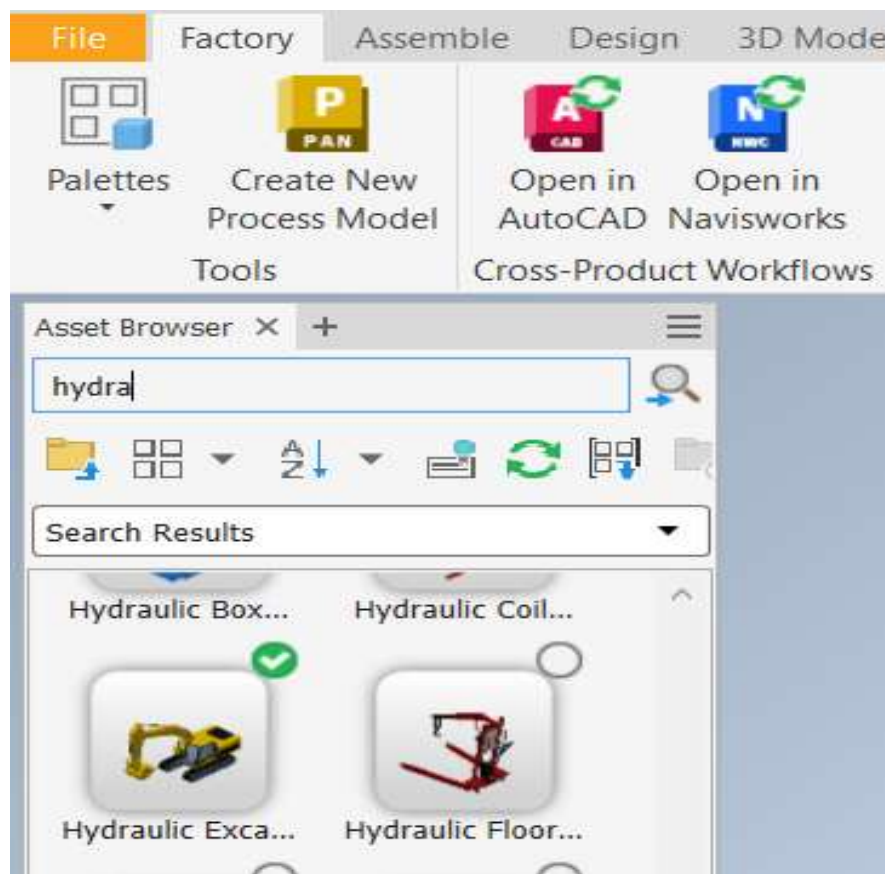 File Factory Assemble Design 3D Mode
P
PAN
A
CAD
N
NWC
Palettes Create New Process Model Open in AutoCAD Open in Navisworks
Tools Cross-Product Workflows
Asset Browser
hydra
A
Z
Search Results
Hydraulic Box... Hydraulic Coil...
Hydraulic Exca... Hydraulic Floor...